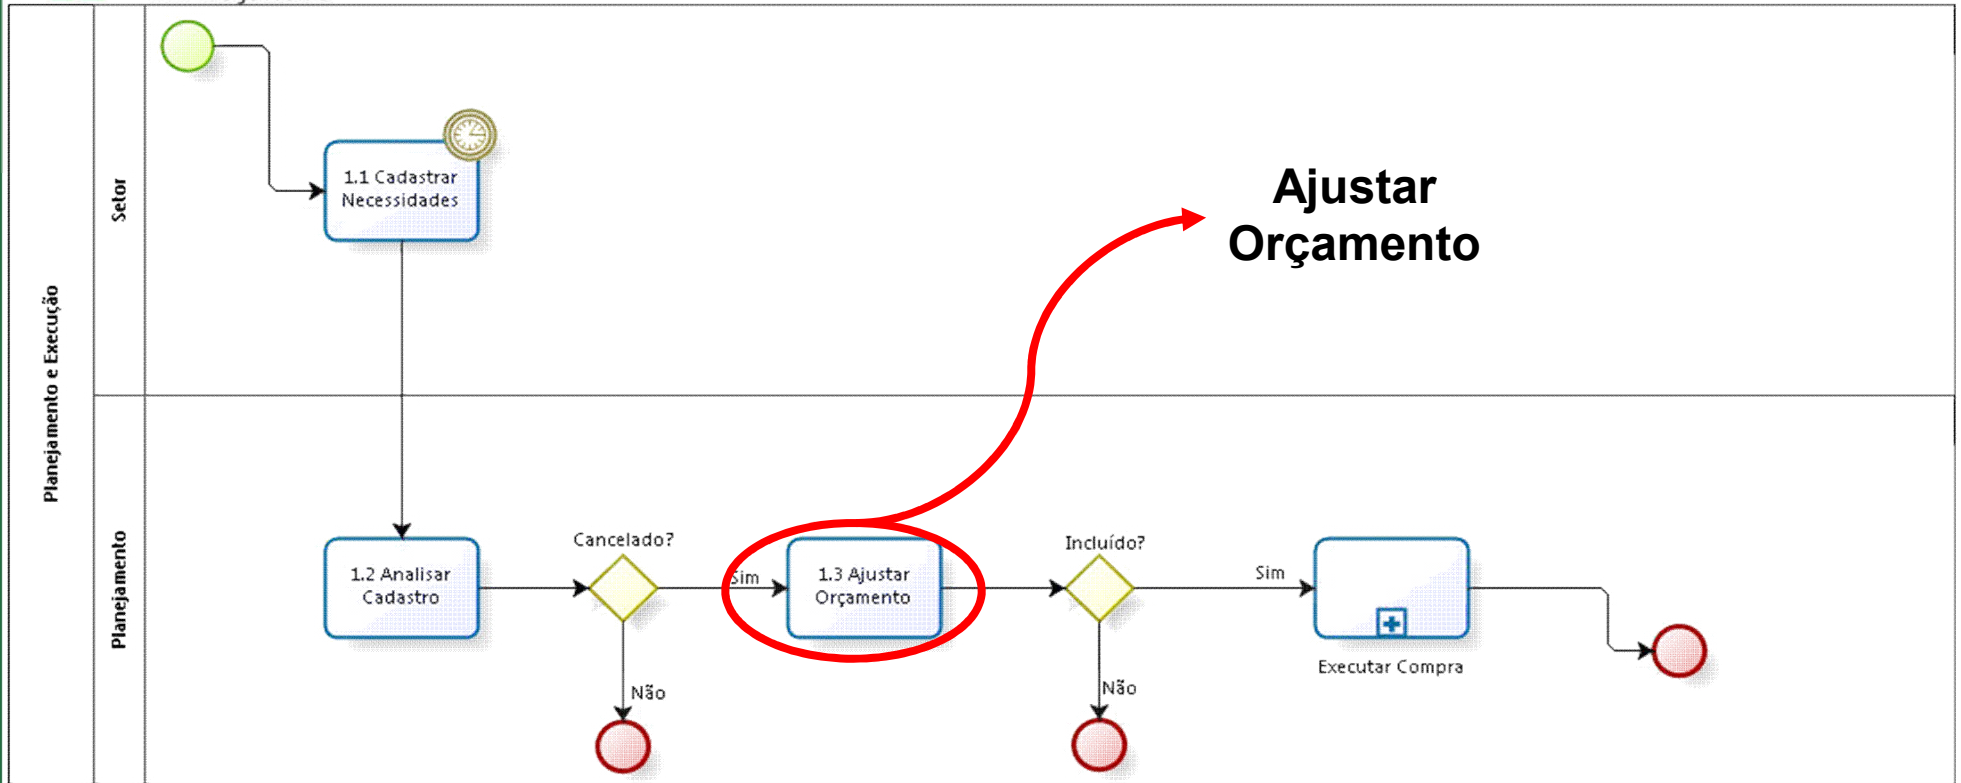 Planejamento e Execução
Setor
1.1 Cadastrar
Necessidades
Ajustar
Orçamento
Planejamento
1.2 Analisar
Cadastro
Cancelado?
Sim
Não
1.3 Ajustar
Orçamento
Incluído?
Sim
Não
Executar Compra